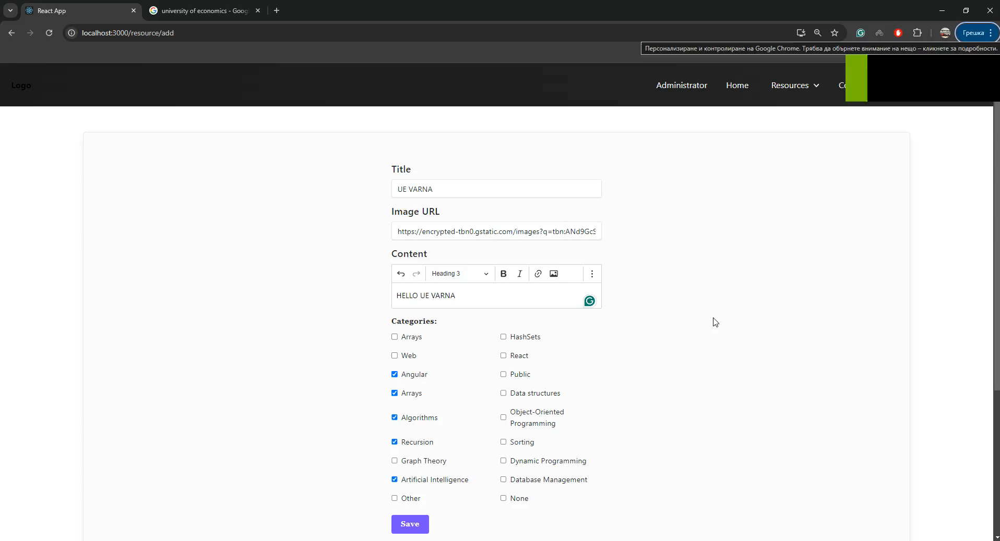 React App
university of economics - Goog
localhost:3000/resource/add
Грешка
Персонализиране и контролиране на Google Chrome. Трябва да обърнете внимание на нещо – кликнете за подробности.
Logo
Administrator
Home
Resources
Title
UE VARNA
Image URL
https://encrypted-tbn0.gstatic.com/images?q=tbn:ANd9GcS
Content
Heading 3
B I
HELLO UE VARNA
Categories:
Arrays HashSets
Web React
Angular Public
Arrays Data structures
Algorithms Object-Oriented
Programming
Recursion Sorting
Graph Theory Dynamic Programming
Artificial Intelligence Database Management
Other None
Save